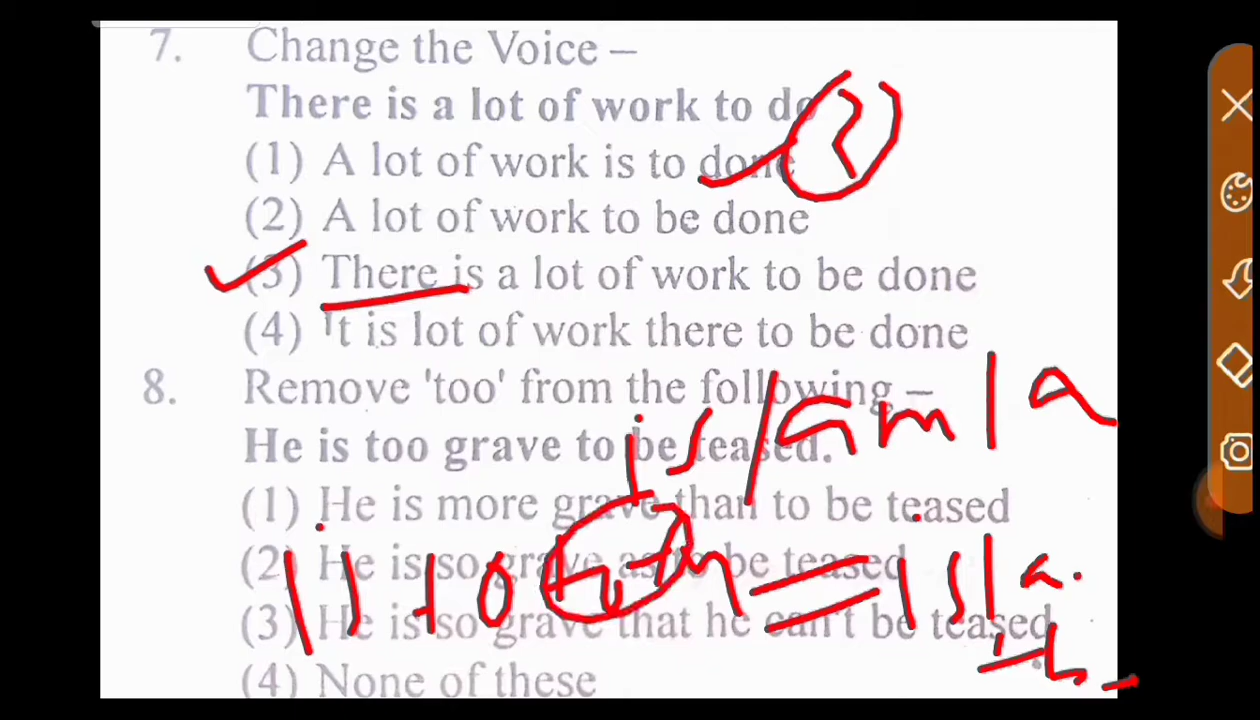 7. Change the Voice –
There is a lot of work to do
(1) A lot of work is to done
(2) A lot of work to be done
(3) There is a lot of work to be done
(4) It is lot of work there to be done
8. Remove 'too' from the following –
He is too grave to be teased.
is/am/a
(1) He is more grave than to be teased
(2) He is so grave as to be teased
(3) He is so grave that he can't be teased
(4) None of these